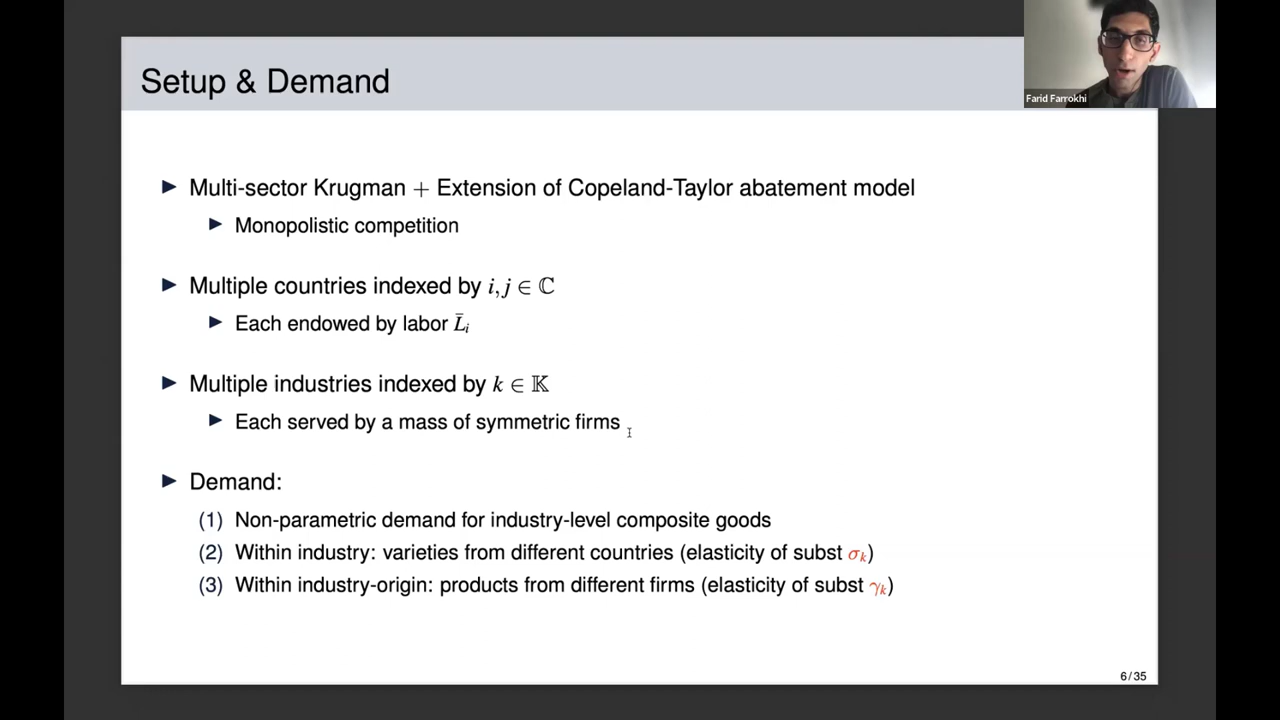 Setup & Demand
Farid Farrokhi
▶ Multi-sector Krugman + Extension of Copeland-Taylor abatement model
▶ Monopolistic competition
▶ Multiple countries indexed by i, j ∈ ℂ
▶ Each endowed by labor L̄ᵢ
▶ Multiple industries indexed by k ∈ 𝕂
▶ Each served by a mass of symmetric firms
▶ Demand:
(1) Non-parametric demand for industry-level composite goods
(2) Within industry: varieties from different countries (elasticity of subst σₖ)
(3) Within industry-origin: products from different firms (elasticity of subst γₖ)
6/35